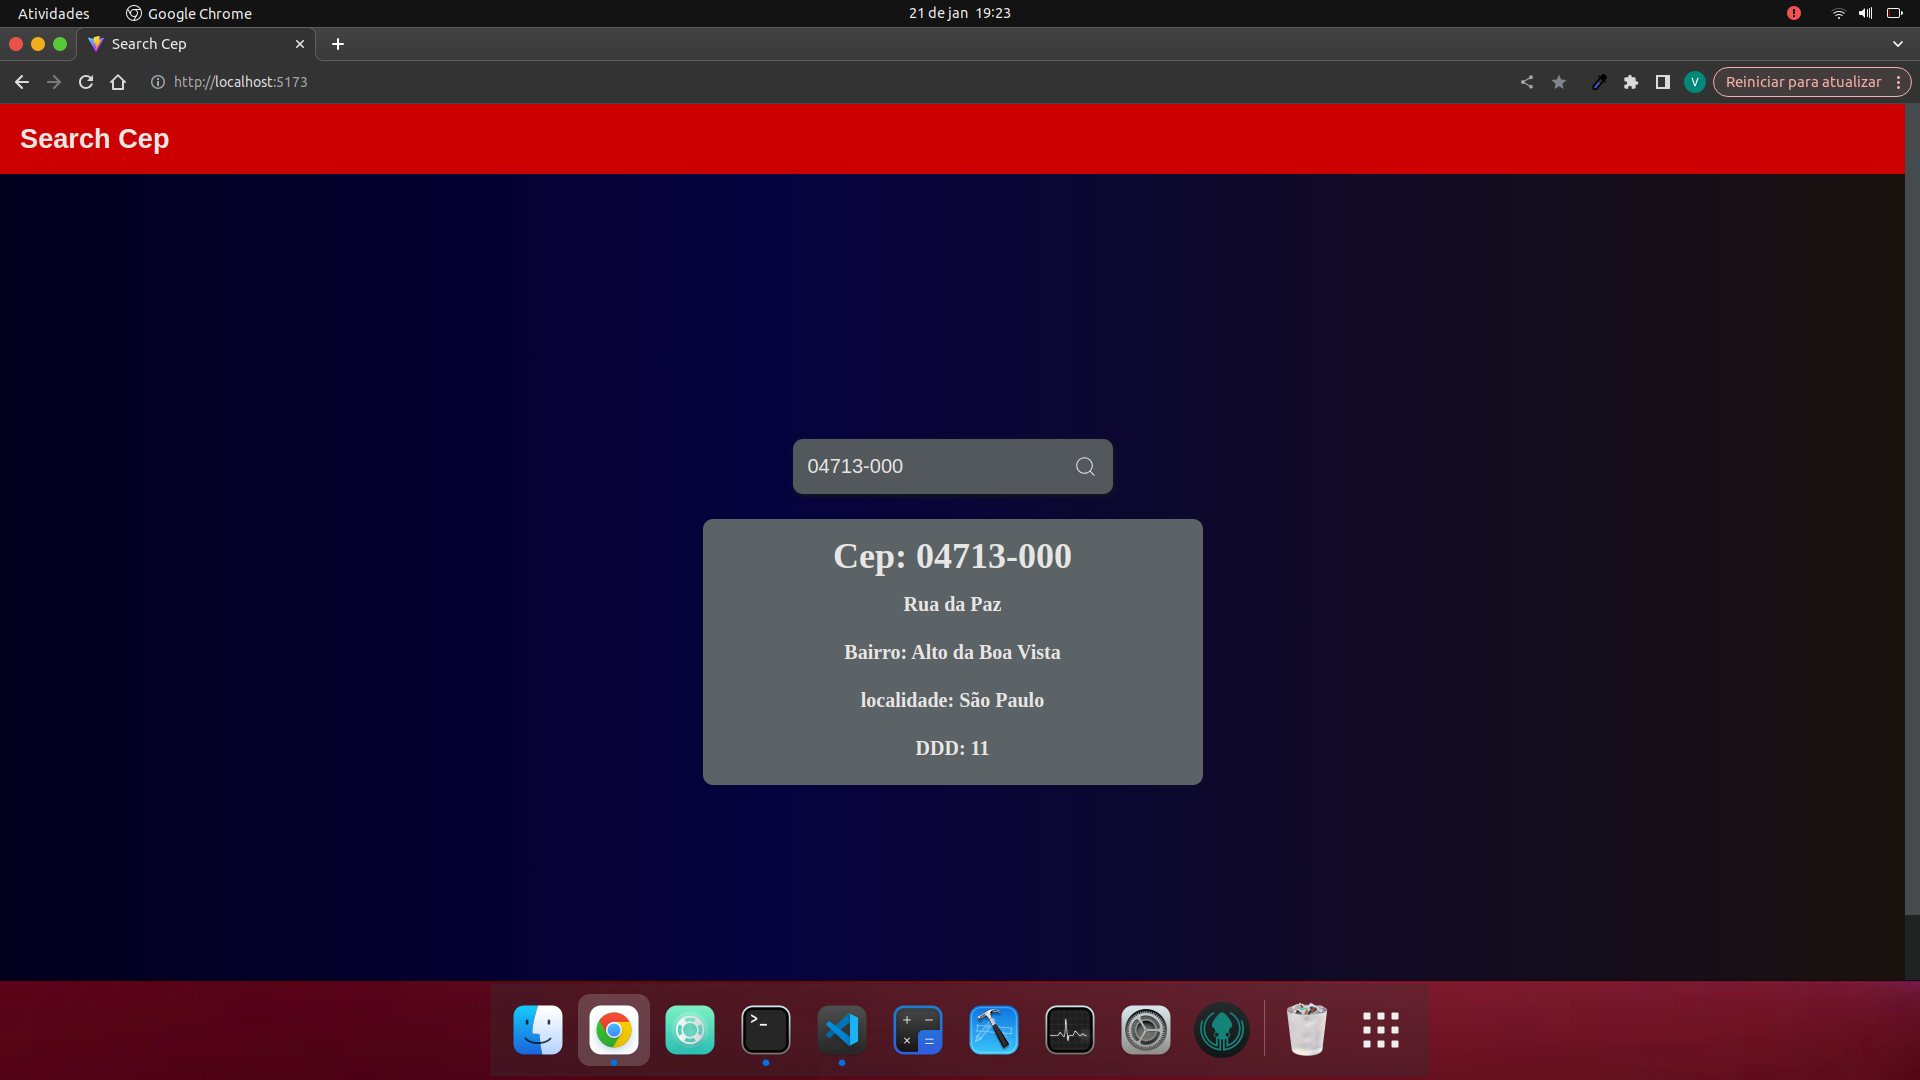 Atividades
Google Chrome
21 de jan 19:23
Search Cep
http://localhost:5173
V
Reiniciar para atualizar
Search Cep
04713-000
Cep: 04713-000
Rua da Paz
Bairro: Alto da Boa Vista
localidade: São Paulo
DDD: 11